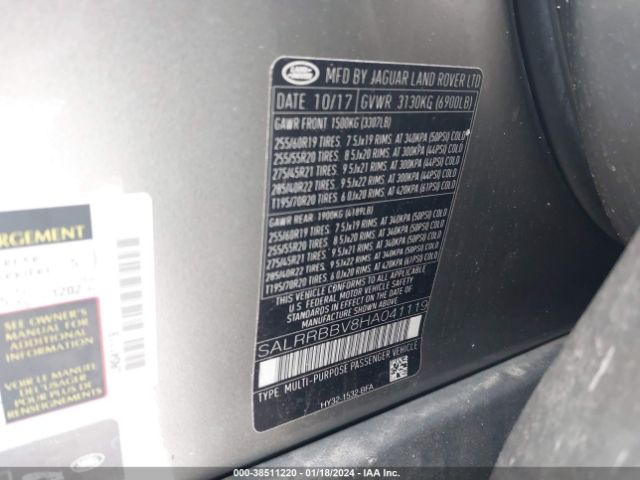 LAND ROVER
MFD BY JAGUAR LAND ROVER LTD
DATE 10/17 GVWR 3130KG (6900LB)
GAWR FRONT 1500KG (3307LB)
255/60R19 TIRES. 7 5Jx19 RIMS. AT 340KPA (50PSI) COLD
255/55R20 TIRES. 8 5Jx20 RIMS. AT 300KPA (44PSI) COLD
275/45R21 TIRES. 9 5Jx21 RIMS. AT 300KPA (44PSI) COLD
285/40R22 TIRES. 9 5Jx22 RIMS. AT 300KPA (44PSI) COLD
T195/70R20 TIRES. 6 0Jx20 RIMS. AT 420KPA (61PSI) COLD
GAWR REAR 1900KG (4189LB)
255/60R19 TIRES. 7 5Jx19 RIMS. AT 340KPA (50PSI) COLD
255/55R20 TIRES. 8 5Jx20 RIMS. AT 340KPA (50PSI) COLD
275/45R21 TIRES. 9 5Jx21 RIMS. AT 340KPA (50PSI) COLD
285/40R22 TIRES. 9 5Jx22 RIMS. AT 340KPA (50PSI) COLD
T195/70R20 TIRES. 6 0Jx20 RIMS. AT 420KPA (61PSI) COLD
THIS VEHICLE CONFORMS TO ALL APPLICABLE
U.S. FEDERAL MOTOR VEHICLE SAFETY STANDARDS
IN EFFECT ON THE DATE OF MANUFACTURE SHOWN ABOVE
SALRRBBV8HA041119
TYPE: MULTI-PURPOSE PASSENGER VEHICLE
HY32-1532-BFA
RGEMENT
SEE OWNER'S
MANUAL FOR
ADDITIONAL
INFORMATION
VOIR LE MANUEL
DE L'USAGER
POUR PLUS DE
RENSEIGNEMENTS
000-38511220 - 01/18/2024 - IAA Inc.